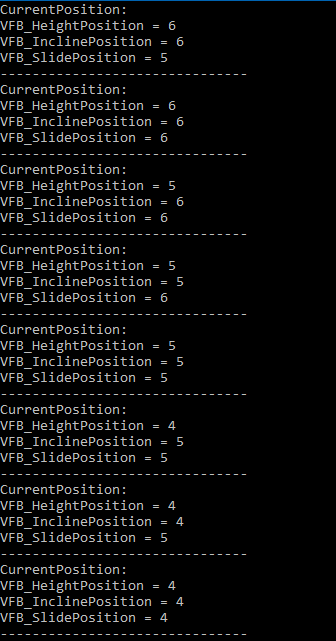 CurrentPosition:
VFB_HeightPosition = 6
VFB_InclinePosition = 6
VFB_SlidePosition = 5
-------------------------------
CurrentPosition:
VFB_HeightPosition = 6
VFB_InclinePosition = 6
VFB_SlidePosition = 6
-------------------------------
CurrentPosition:
VFB_HeightPosition = 5
VFB_InclinePosition = 6
VFB_SlidePosition = 6
-------------------------------
CurrentPosition:
VFB_HeightPosition = 5
VFB_InclinePosition = 5
VFB_SlidePosition = 6
-------------------------------
CurrentPosition:
VFB_HeightPosition = 5
VFB_InclinePosition = 5
VFB_SlidePosition = 5
-------------------------------
CurrentPosition:
VFB_HeightPosition = 4
VFB_InclinePosition = 5
VFB_SlidePosition = 5
-------------------------------
CurrentPosition:
VFB_HeightPosition = 4
VFB_InclinePosition = 4
VFB_SlidePosition = 5
-------------------------------
CurrentPosition:
VFB_HeightPosition = 4
VFB_InclinePosition = 4
VFB_SlidePosition = 4
-------------------------------